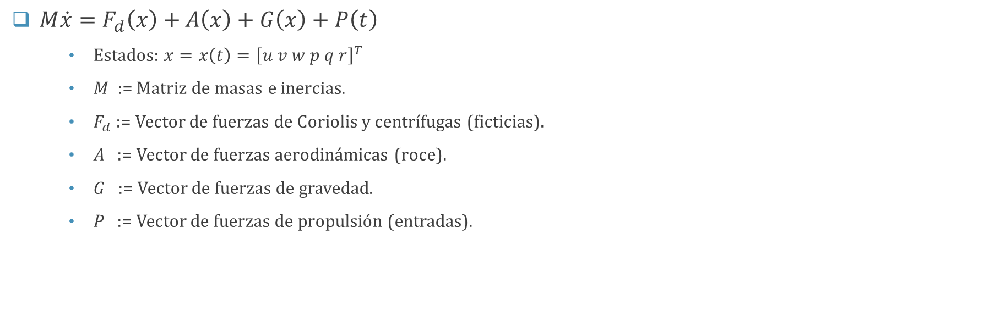 ❑ Mẋ = F_d(x) + A(x) + G(x) + P(t)
• Estados: x = x(t) = [u v w p q r]^T
• M := Matriz de masas e inercias.
• F_d := Vector de fuerzas de Coriolis y centrífugas (ficticias).
• A := Vector de fuerzas aerodinámicas (roce).
• G := Vector de fuerzas de gravedad.
• P := Vector de fuerzas de propulsión (entradas).